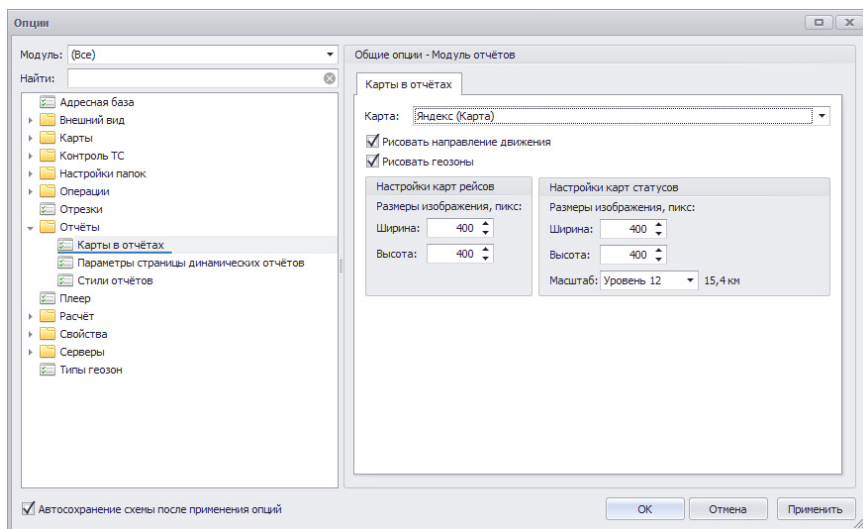 Опции
Модуль: (Все)
Найти:
Адресная база
Внешний вид
Карты
Контроль ТС
Настройки папок
Операции
Отрезки
Отчёты
Карты в отчётах
Параметры страницы динамических отчётов
Стили отчётов
Плеер
Расчёт
Свойства
Серверы
Типы геозон
Общие опции - Модуль отчётов
Карты в отчётах
Карта: Яндекс (Карта)
Рисовать направление движения
Рисовать геозоны
Настройки карт рейсов
Размеры изображения, пикс:
Ширина: 400
Высота: 400
Настройки карт статусов
Размеры изображения, пикс:
Ширина: 400
Высота: 400
Масштаб: Уровень 12 15,4 км
Автосохранение схемы после применения опций
ОК Отмена Применить